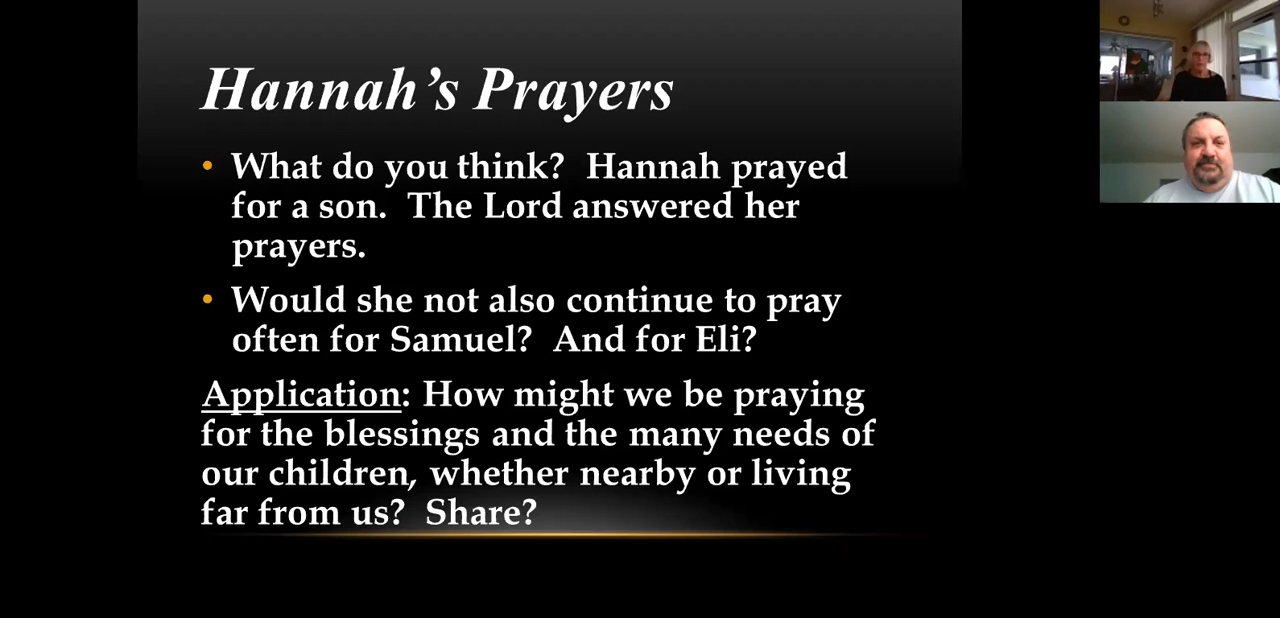 Hannah’s Prayers
• What do you think?  Hannah prayed
for a son.  The Lord answered her
prayers.
• Would she not also continue to pray
often for Samuel?  And for Eli?
Application: How might we be praying
for the blessings and the many needs of
our children, whether nearby or living
far from us?  Share?